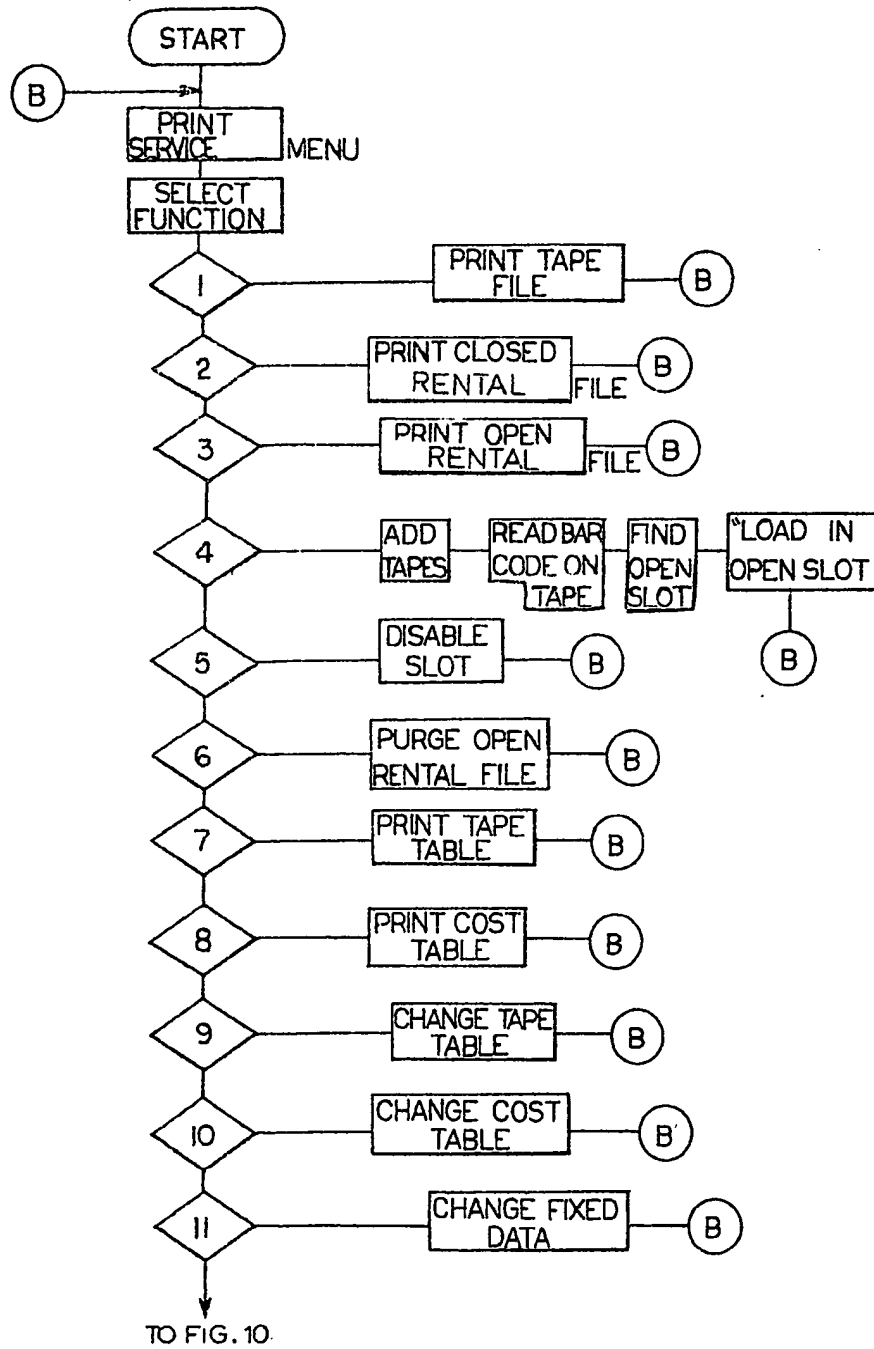 START
B
PRINT
SERVICE MENU
SELECT
FUNCTION
1
PRINT TAPE
FILE
B
2
PRINT CLOSED
RENTAL FILE
B
3
PRINT OPEN
RENTAL FILE
B
4
ADD
TAPES
READ BAR
CODE ON
TAPE
FIND
OPEN
SLOT
"LOAD IN
OPEN SLOT
B
5
DISABLE
SLOT
B
6
PURGE OPEN
RENTAL FILE
B
7
PRINT TAPE
TABLE
B
8
PRINT COST
TABLE
B
9
CHANGE TAPE
TABLE
B
10
CHANGE COST
TABLE
B
11
CHANGE FIXED
DATA
B
TO FIG. 10